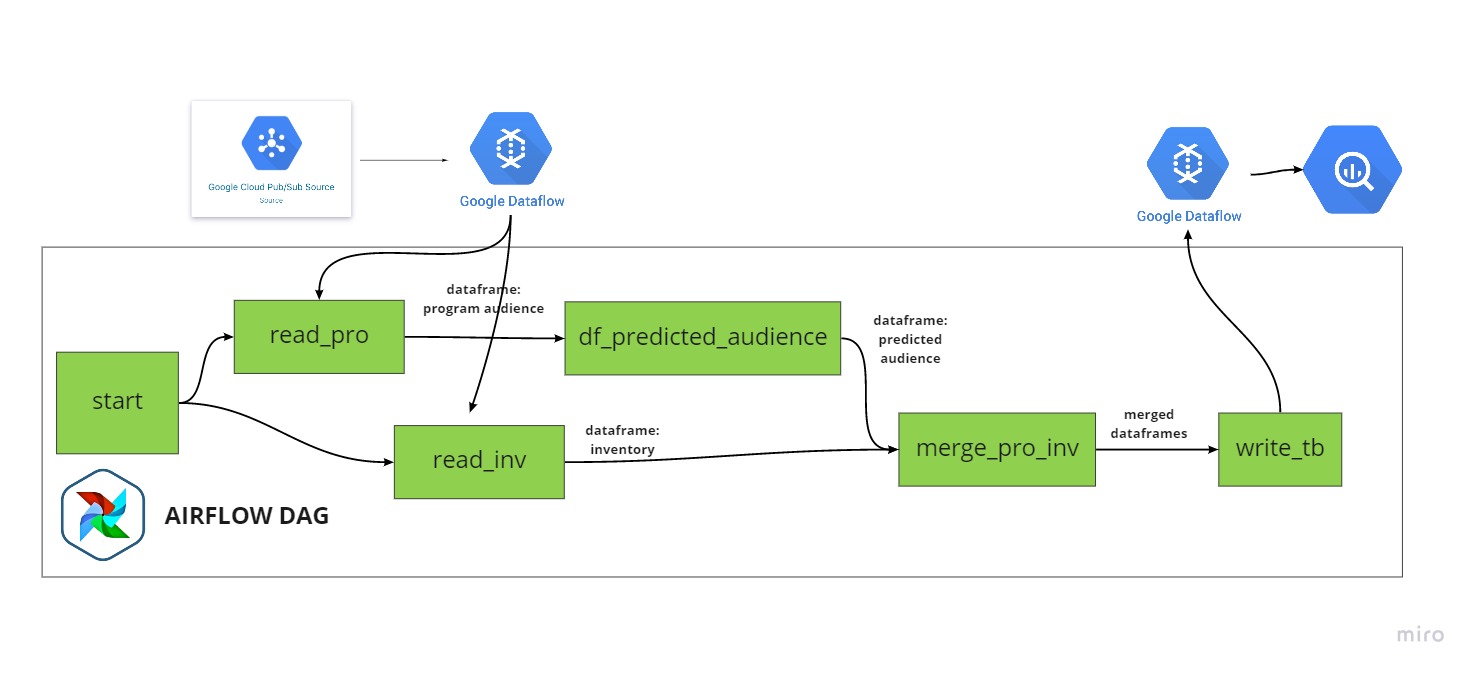 Google Cloud Pub/Sub Source
Source
Google Dataflow
Google Dataflow
dataframe:
program audience
read_pro
df_predicted_audience
dataframe:
predicted
audience
start
dataframe:
inventory
read_inv
merge_pro_inv
merged
dataframes
write_tb
AIRFLOW DAG
miro